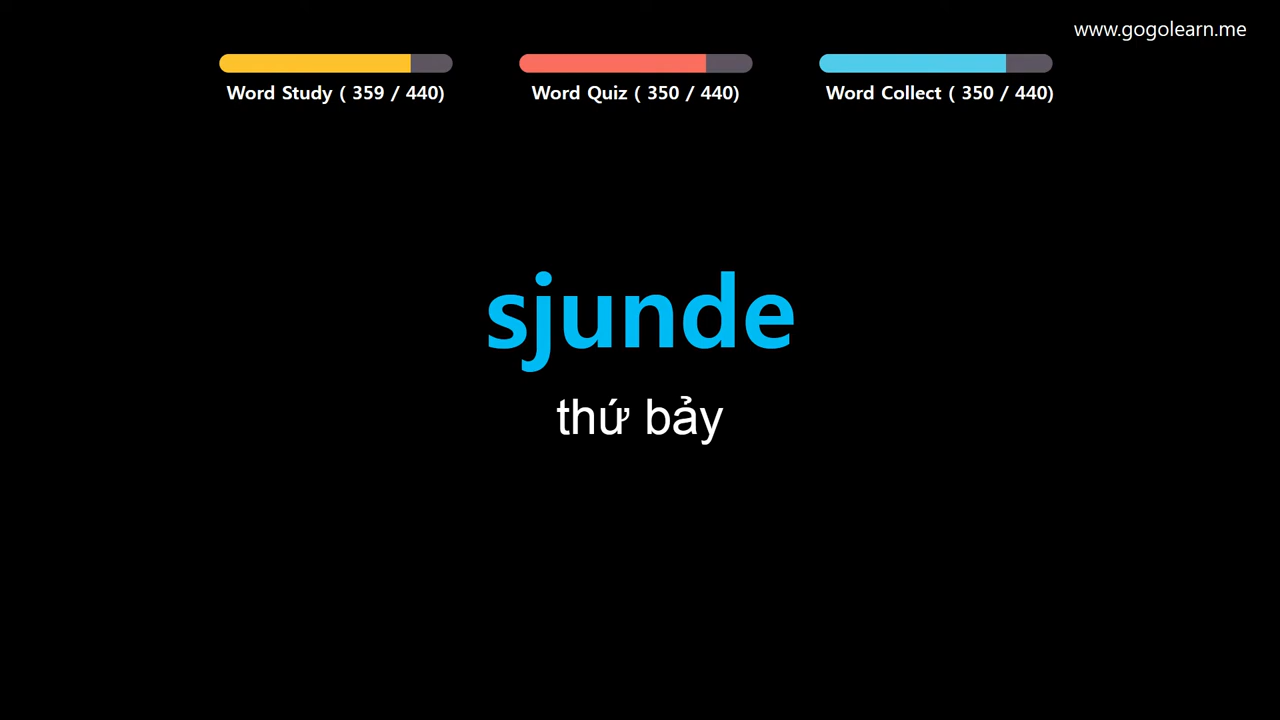 www.gogolearn.me
Word Study ( 359 / 440)
Word Quiz ( 350 / 440)
Word Collect ( 350 / 440)
sjunde
thứ bảy